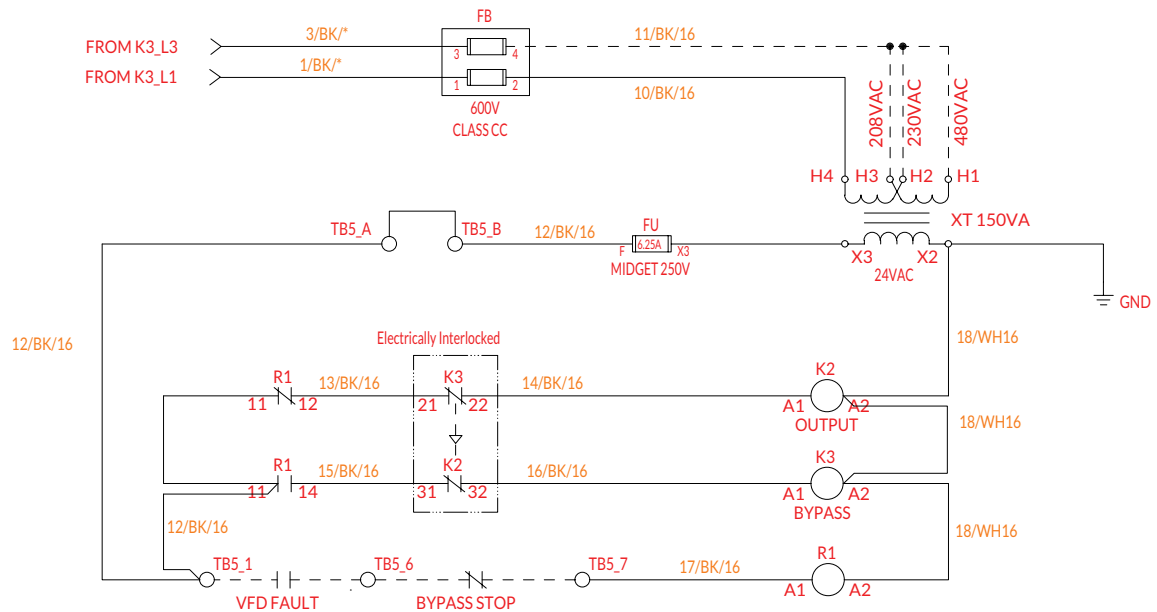 FB
FROM K3_L3
3/BK/*
3
4
11/BK/16
FROM K3_L1
1/BK/*
1
2
10/BK/16
600V
CLASS CC
208VAC
230VAC
480VAC
H4
H3
H2
H1
XT 150VA
TB5_A
TB5_B
12/BK/16
FU
F
6.25A
X3
MIDGET 250V
X3
X2
24VAC
GND
12/BK/16
Electrically Interlocked
18/WH16
R1
13/BK/16
K3
14/BK/16
K2
11
12
21
22
A1
A2
OUTPUT
18/WH16
R1
15/BK/16
K2
16/BK/16
K3
11
14
31
32
A1
A2
BYPASS
12/BK/16
18/WH16
TB5_1
TB5_6
TB5_7
17/BK/16
R1
VFD FAULT
BYPASS STOP
A1
A2